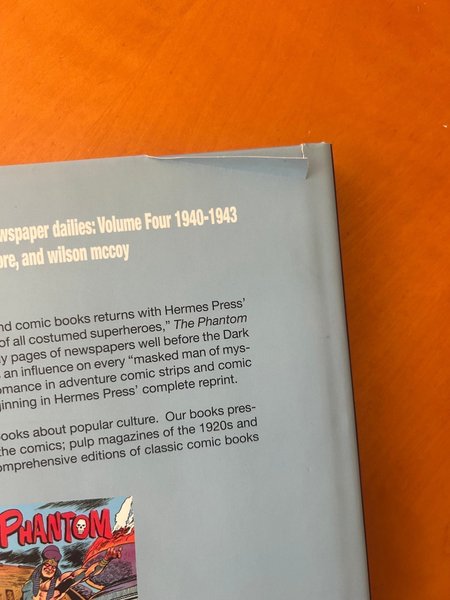 wspaper dailies: Volume Four 1940-1943
ore, and wilson mccoy
nd comic books returns with Hermes Press'
of all costumed superheroes," The Phantom
y pages of newspapers well before the Dark
an influence on every "masked man of mys-
omance in adventure comic strips and comic
ginning in Hermes Press' complete reprint.
ooks about popular culture. Our books pres-
the comics; pulp magazines of the 1920s and
omprehensive editions of classic comic books
PHANTOM